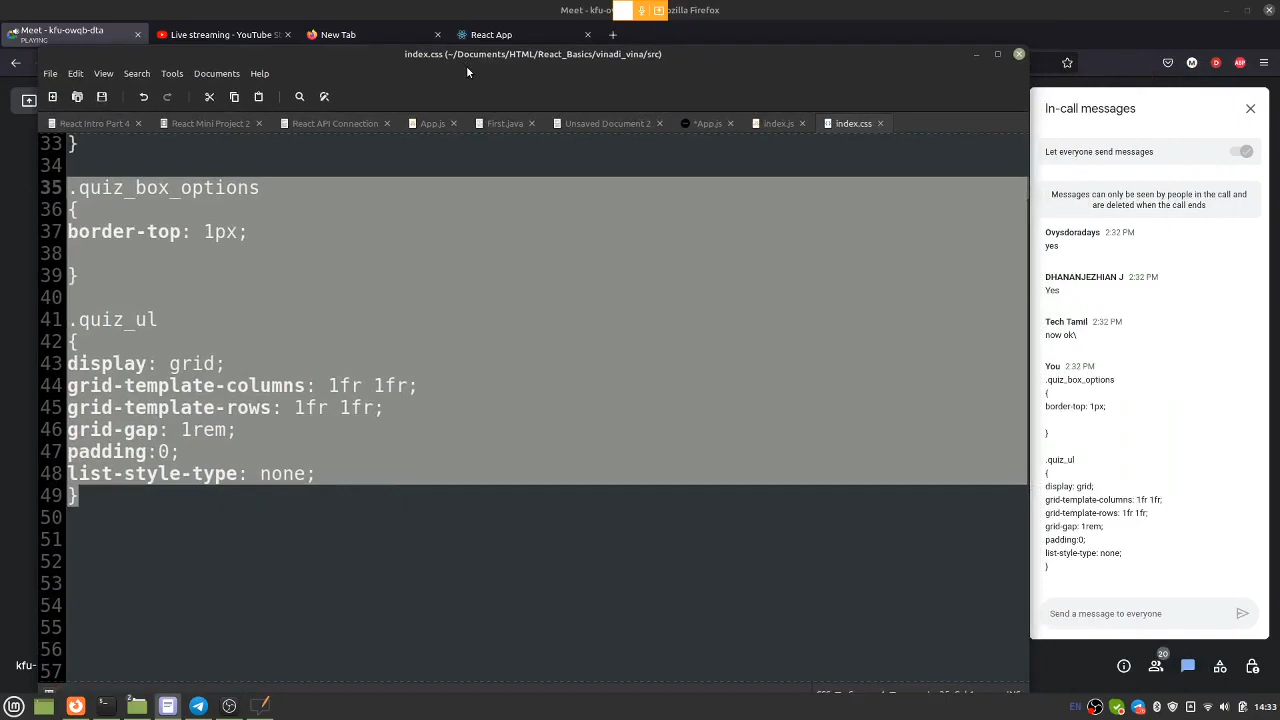 Meet - kfu-ow
zilla Firefox
Meet - kfu-owqb-dta
PLAYING
Live streaming - YouTube S
New Tab
React App
index.css (~/Documents/HTML/React_Basics/vinadi_vina/src)
File Edit View Search Tools Documents Help
React Intro Part 4
React Mini Project 2
React API Connection
App.js
First.java
Unsaved Document 2
*App.js
index.js
index.css
33 }
34
35 .quiz_box_options
36 {
37 border-top: 1px;
38
39 }
40
41 .quiz_ul
42 {
43 display: grid;
44 grid-template-columns: 1fr 1fr;
45 grid-template-rows: 1fr 1fr;
46 grid-gap: 1rem;
47 padding:0;
48 list-style-type: none;
49 }
50
51
52
53
54
55
56
57
In-call messages
Let everyone send messages
Messages can only be seen by people in the call and
are deleted when the call ends
Ovysdoradays 2:32 PM
yes
DHANANJEZHIAN J 2:32 PM
Yes
Tech Tamil 2:32 PM
now ok\
You 2:32 PM
.quiz_box_options
{
border-top: 1px;
}
.quiz_ul
{
display: grid;
grid-template-columns: 1fr 1fr;
grid-template-rows: 1fr 1fr;
grid-gap: 1rem;
padding:0;
list-style-type: none;
}
Send a message to everyone
kfu-
20
EN
14:33